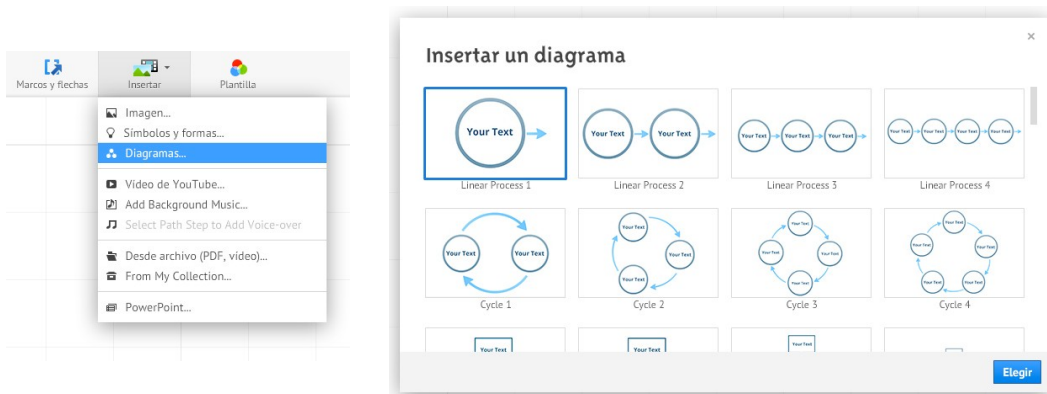 Marcos y flechas
Insertar
Plantilla
Imagen...
Símbolos y formas...
Diagramas...
Vídeo de YouTube...
Add Background Music...
Select Path Step to Add Voice-over
Desde archivo (PDF, vídeo)...
From My Collection...
PowerPoint...
Insertar un diagrama
×
Your Text
Your Text Your Text
Your Text Your Text Your Text
Your Text Your Text Your Text Your Text
Linear Process 1
Linear Process 2
Linear Process 3
Linear Process 4
Your Text Your Text
Your Text Your Text Your Text
Your Text Your Text Your Text Your Text
Your Text Your Text Your Text Your Text Your Text
Cycle 1
Cycle 2
Cycle 3
Cycle 4
Your Text
Your Text
Your Text
Elegir